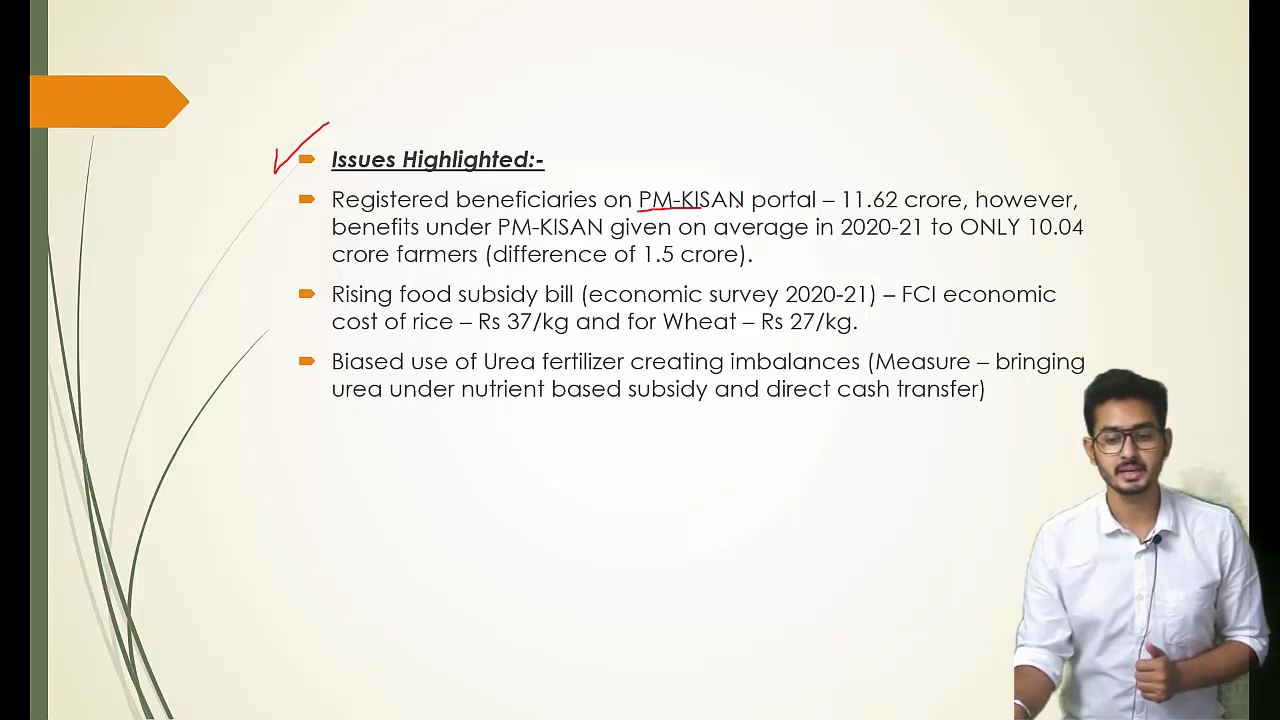 Issues Highlighted:-
Registered beneficiaries on PM-KISAN portal – 11.62 crore, however,
benefits under PM-KISAN given on average in 2020-21 to ONLY 10.04
crore farmers (difference of 1.5 crore).
Rising food subsidy bill (economic survey 2020-21) – FCI economic
cost of rice – Rs 37/kg and for Wheat – Rs 27/kg.
Biased use of Urea fertilizer creating imbalances (Measure – bringing
urea under nutrient based subsidy and direct cash transfer)